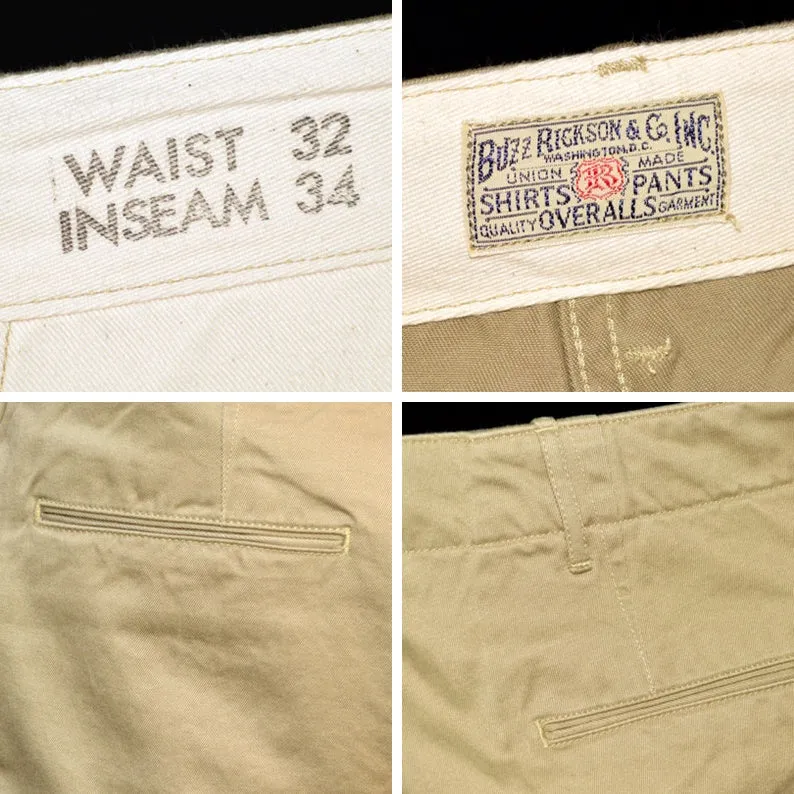 WAIST 32
INSEAM 34
BUZZ RICKSON & CO. INC.
WASHINGTON, D.C.
UNION MADE
SHIRTS R PANTS
QUALITY OVERALLS GARMENT